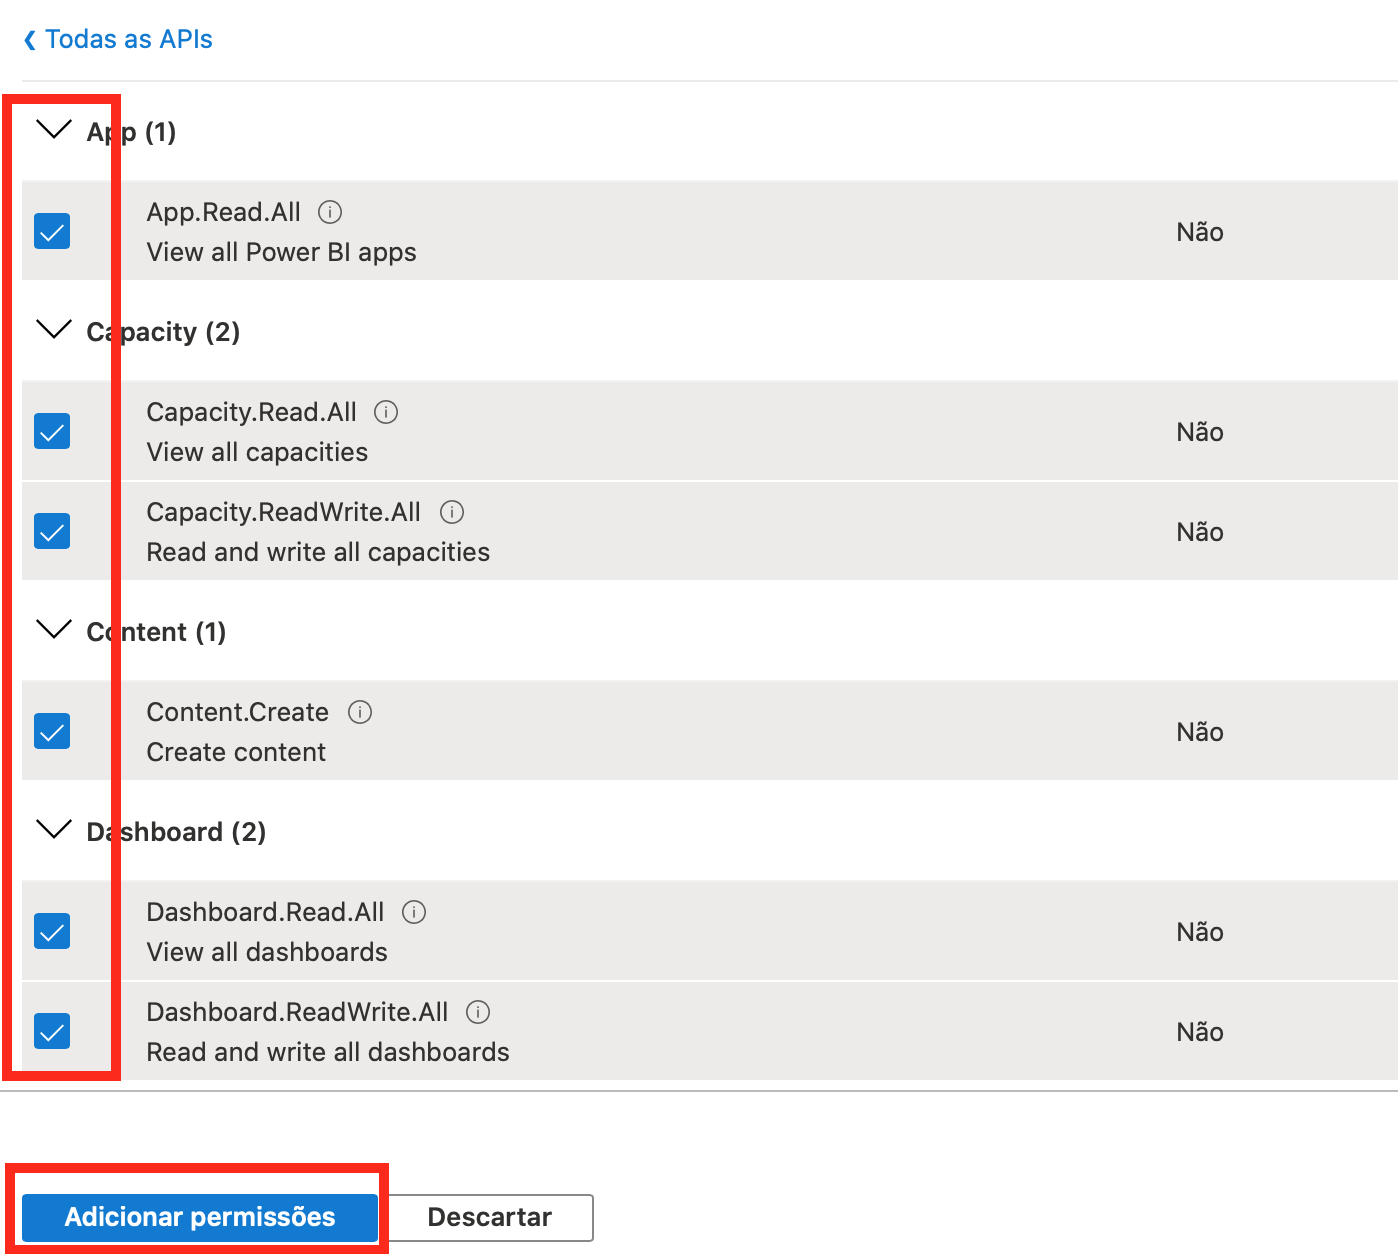 Todas as APIs
App (1)
App.Read.All
View all Power BI apps
Não
Capacity (2)
Capacity.Read.All
View all capacities
Não
Capacity.ReadWrite.All
Read and write all capacities
Não
Content (1)
Content.Create
Create content
Não
Dashboard (2)
Dashboard.Read.All
View all dashboards
Não
Dashboard.ReadWrite.All
Read and write all dashboards
Não
Adicionar permissões
Descartar